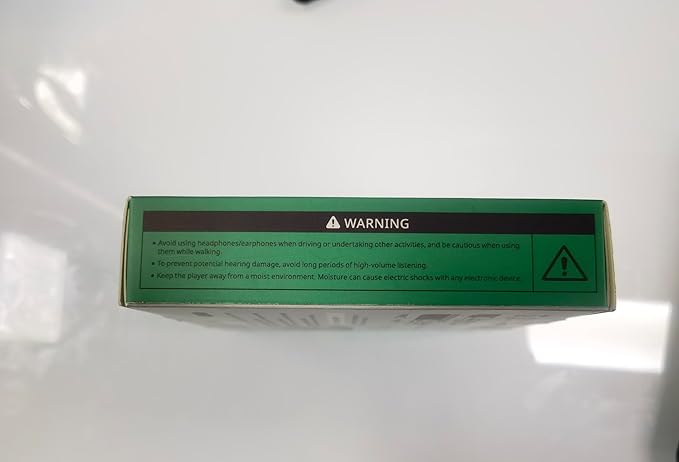 WARNING
• Avoid using headphones/earphones when driving or undertaking other activities, and be cautious when using
them while walking.
• To prevent potential hearing damage, avoid long periods of high-volume listening.
• Keep the player away from a moist environment. Moisture can cause electric shocks with any electronic device.